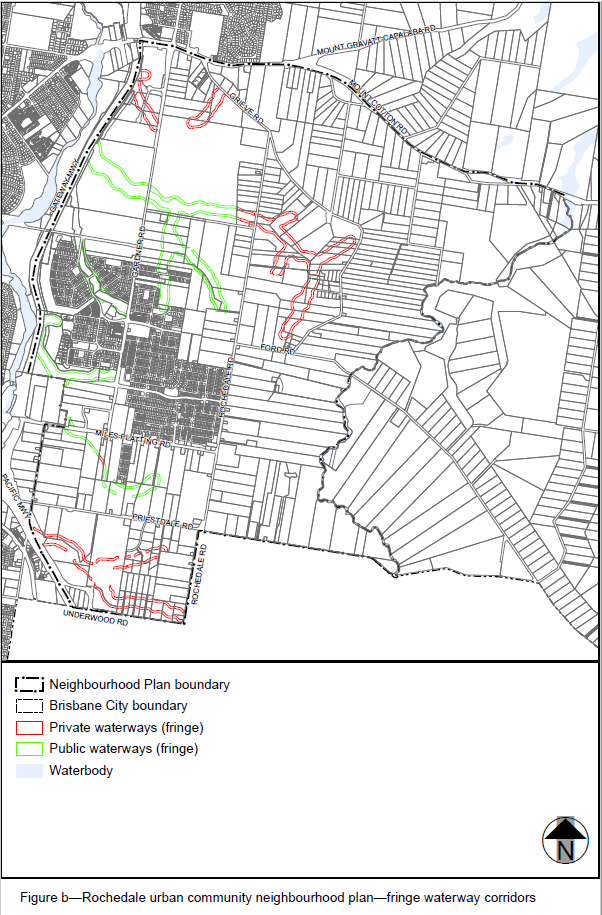 MOUNT GRAVATT-CAPALABA RD
MOUNT COTTON RD
GRIEVE RD
GATEWAY MWY
GARDNER RD
FORD RD
ROCHEDALE RD
MILES PLATTING RD
PACIFIC MWY
PRIESTDALE RD
ROCHEDALE RD
UNDERWOOD RD
Neighbourhood Plan boundary
Brisbane City boundary
Private waterways (fringe)
Public waterways (fringe)
Waterbody
N
Figure b—Rochedale urban community neighbourhood plan—fringe waterway corridors